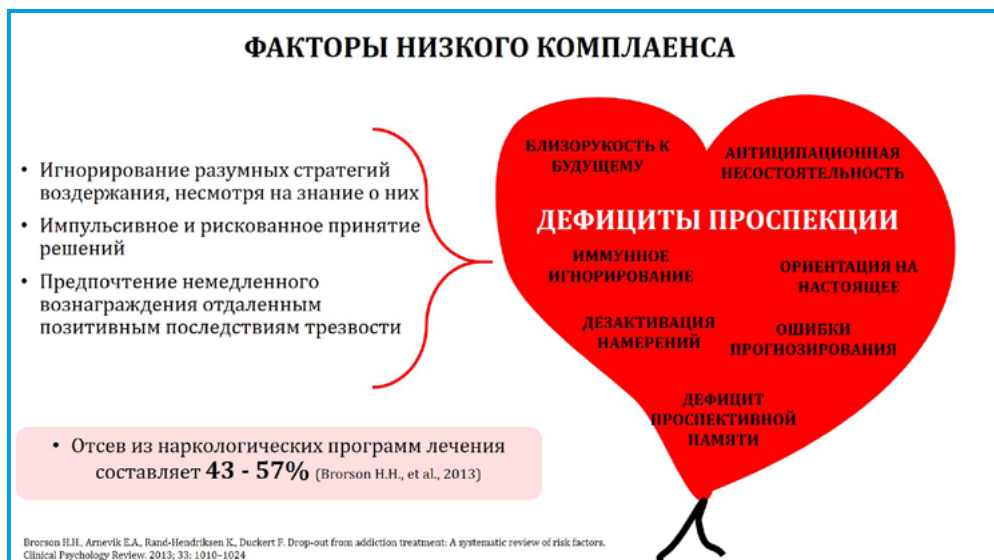 ФАКТОРЫ НИЗКОГО КОМПЛАЕНСА
• Игнорирование разумных стратегий
воздержания, несмотря на знание о них
• Импульсивное и рискованное принятие
решений
• Предпочтение немедленного
вознаграждения отдаленным
позитивным последствиям трезвости
• Отсев из наркологических программ лечения
составляет 43 - 57% (Brorson H.H., et al., 2013)
БЛИЗОРУКОСТЬ К
БУДУЩЕМУ
АНТИЦИПАЦИОННАЯ
НЕСОСТОЯТЕЛЬНОСТЬ
ДЕФИЦИТЫ ПРОСПЕКЦИИ
ИММУННОЕ
ИГНОРИРОВАНИЕ
ОРИЕНТАЦИЯ НА
НАСТОЯЩЕЕ
ДЕЗАКТИВАЦИЯ
НАМЕРЕНИЙ
ОШИБКИ
ПРОГНОЗИРОВАНИЯ
ДЕФИЦИТ
ПРОСПЕКТИВНОЙ
ПАМЯТИ
Brorson H.H., Arnevik E.A., Rand-Hendriksen K., Duckert F. Drop-out from addiction treatment: A systematic review of risk factors.
Clinical Psychology Review. 2013; 33: 1010–1024